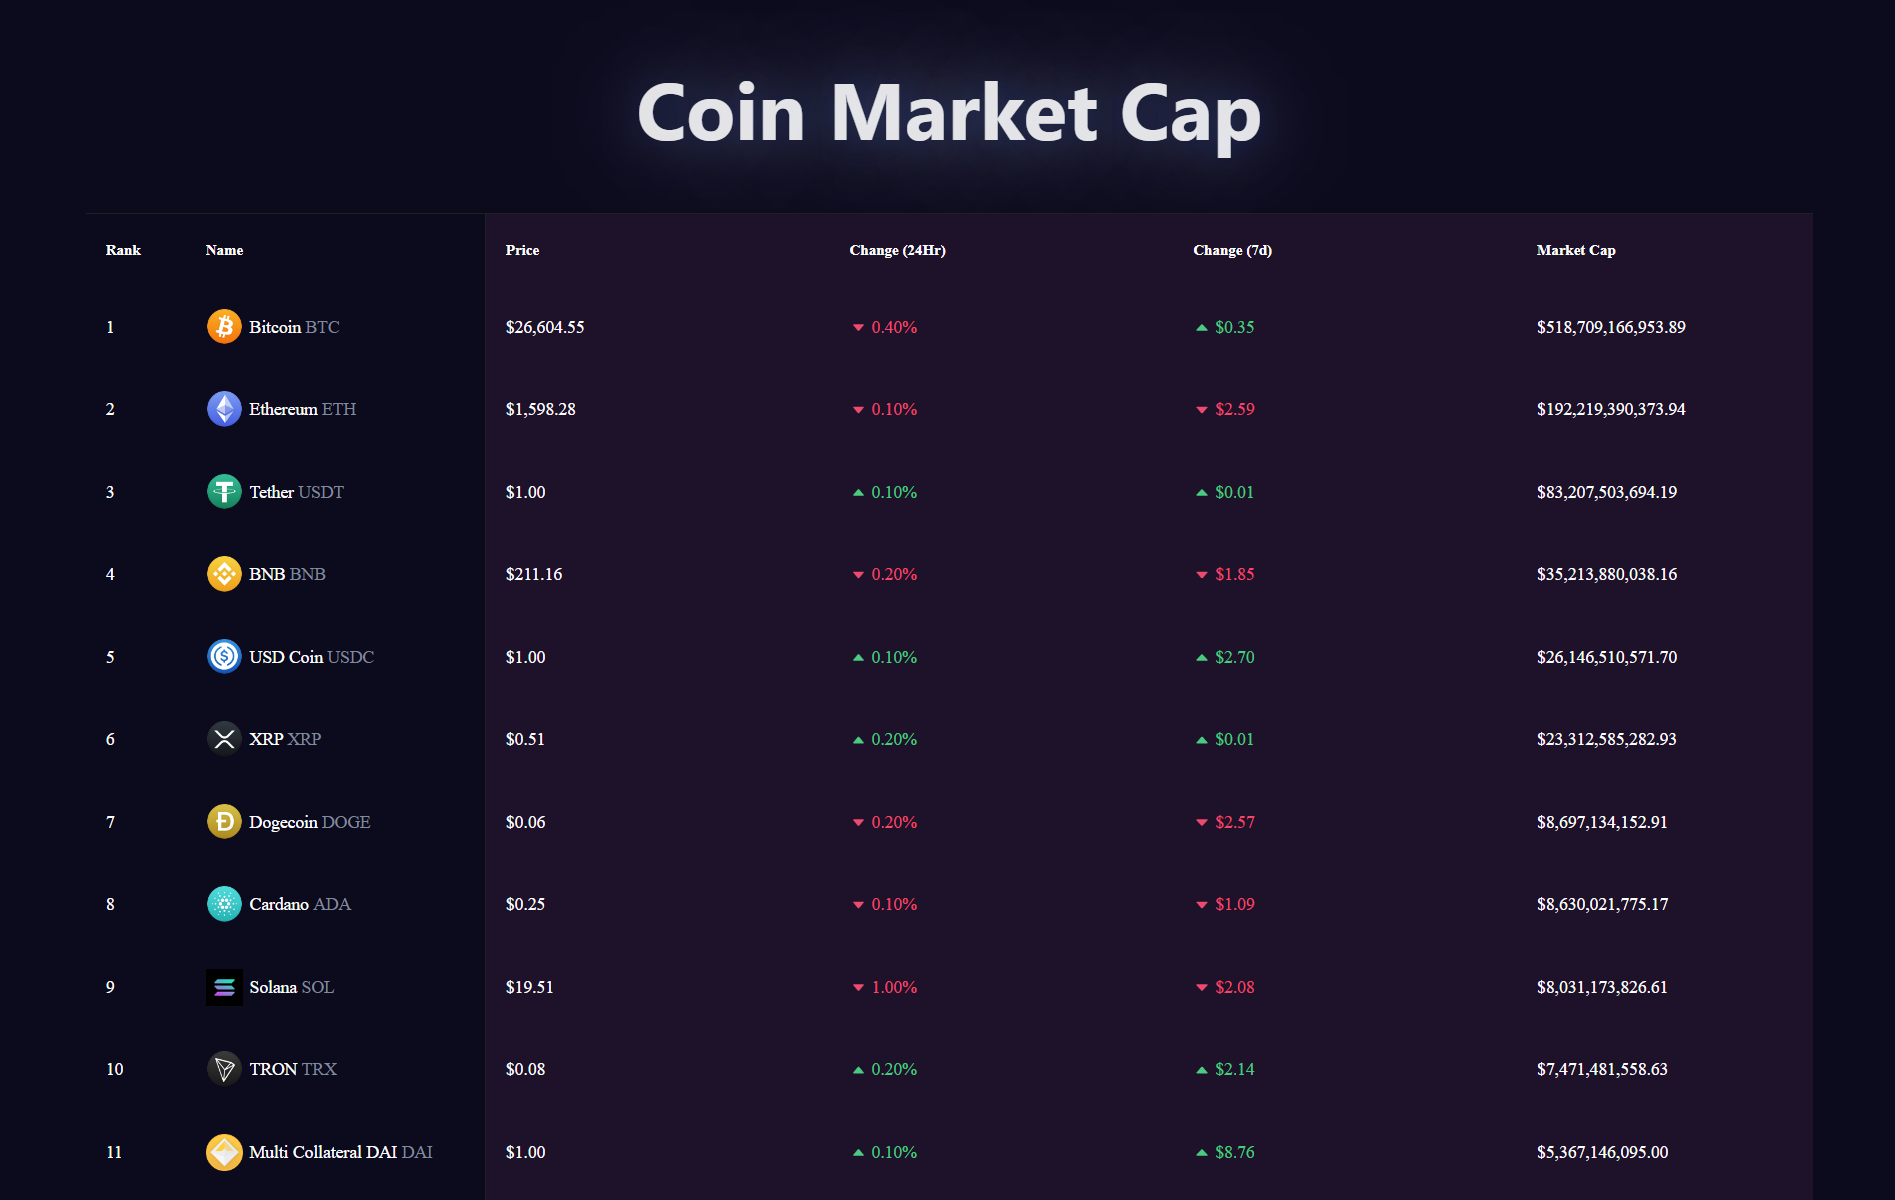 Coin Market Cap
Rank Name Price Change (24Hr) Change (7d) Market Cap
1 Bitcoin BTC $26,604.55 0.40% $0.35 $518,709,166,953.89
2 Ethereum ETH $1,598.28 0.10% $2.59 $192,219,390,373.94
3 Tether USDT $1.00 0.10% $0.01 $83,207,503,694.19
4 BNB BNB $211.16 0.20% $1.85 $35,213,880,038.16
5 USD Coin USDC $1.00 0.10% $2.70 $26,146,510,571.70
6 XRP XRP $0.51 0.20% $0.01 $23,312,585,282.93
7 Dogecoin DOGE $0.06 0.20% $2.57 $8,697,134,152.91
8 Cardano ADA $0.25 0.10% $1.09 $8,630,021,775.17
9 Solana SOL $19.51 1.00% $2.08 $8,031,173,826.61
10 TRON TRX $0.08 0.20% $2.14 $7,471,481,558.63
11 Multi Collateral DAI DAI $1.00 0.10% $8.76 $5,367,146,095.00